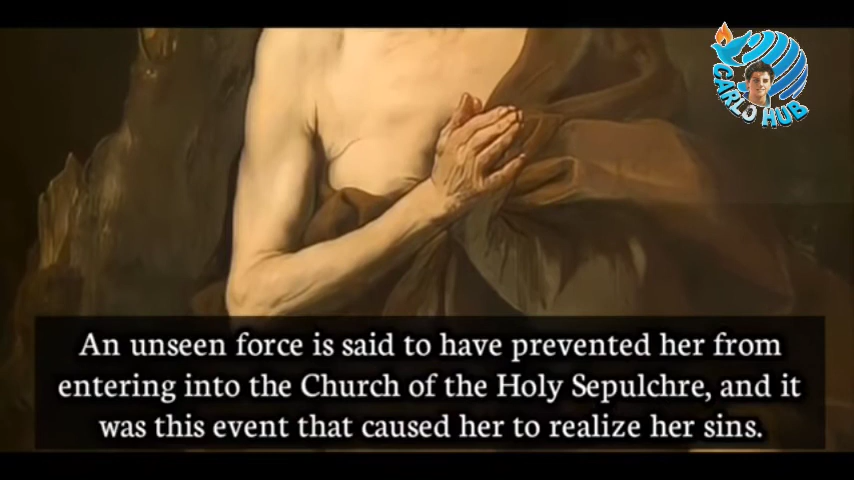 CARLO HUB
An unseen force is said to have prevented her from
entering into the Church of the Holy Sepulchre, and it
was this event that caused her to realize her sins.